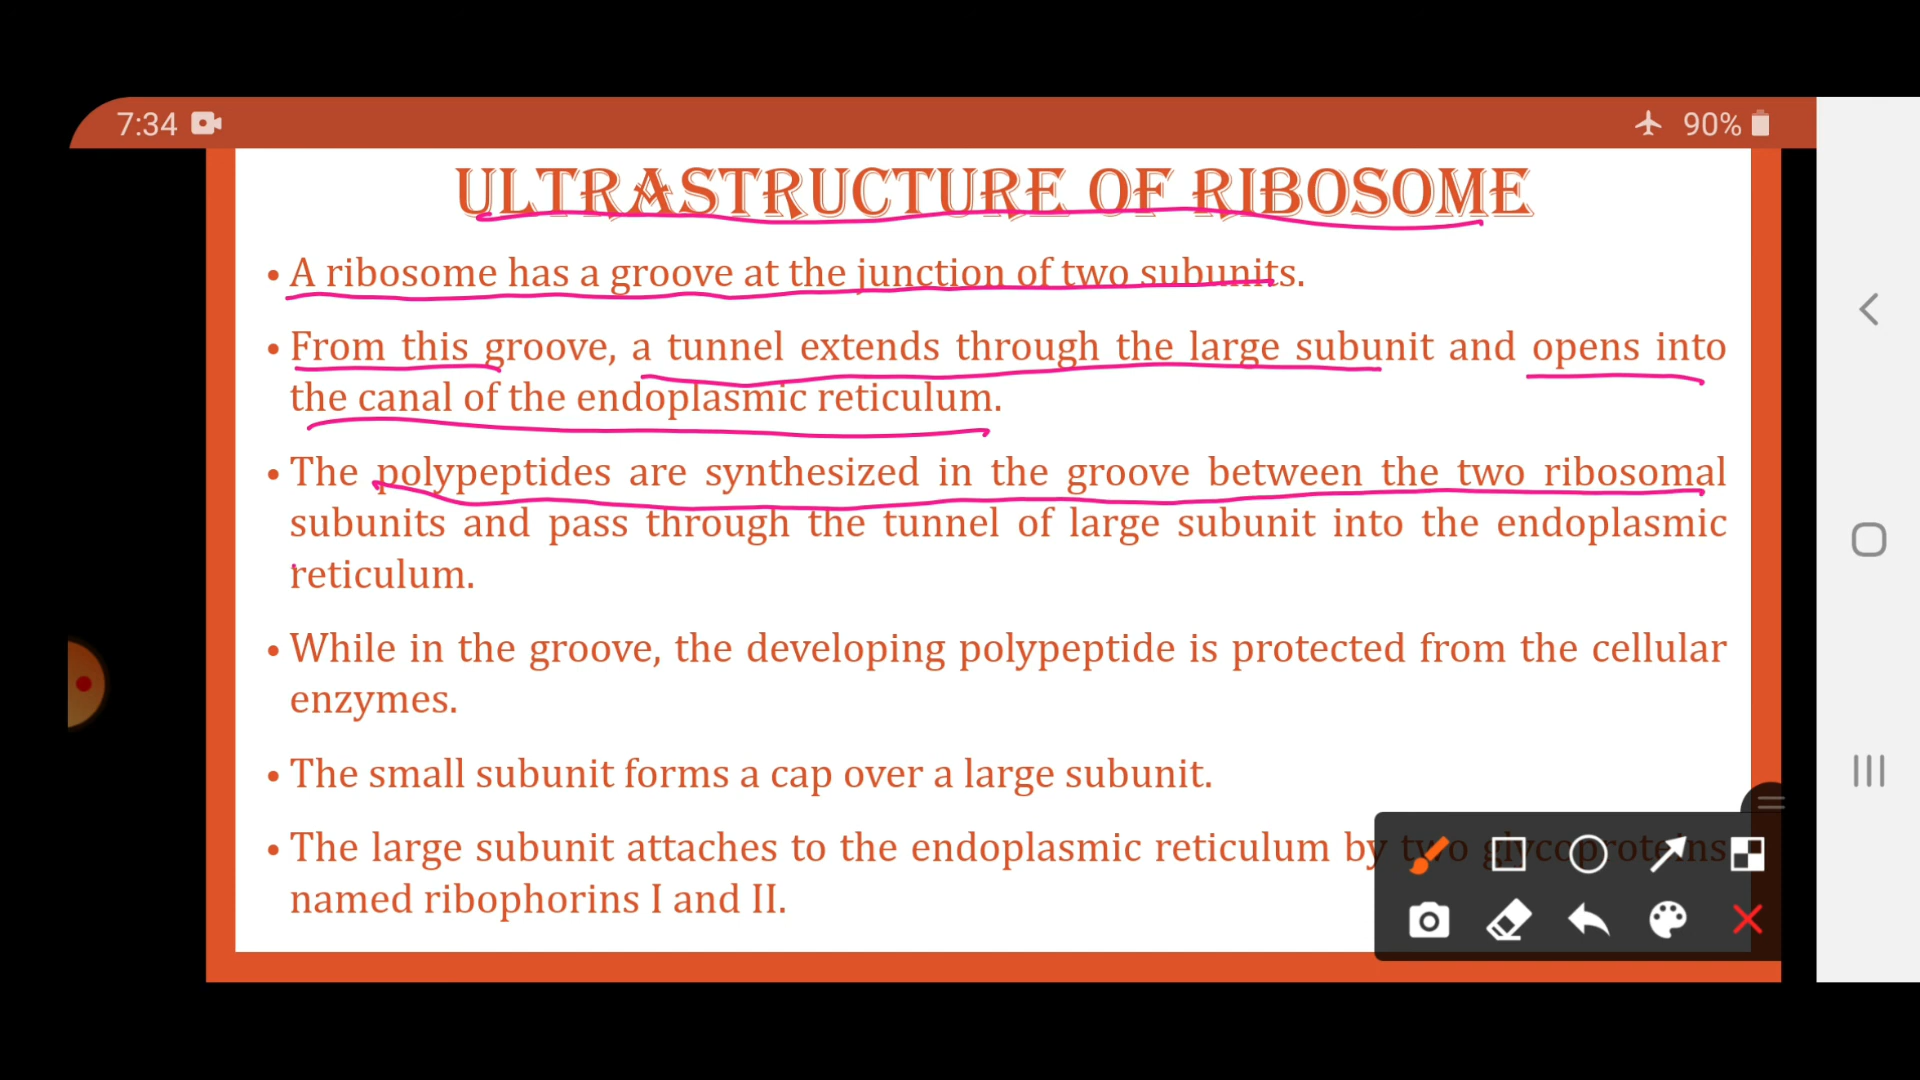 7:34
90%
ULTRASTRUCTURE OF RIBOSOME
• A ribosome has a groove at the junction of two subunits.
• From this groove, a tunnel extends through the large subunit and opens into
the canal of the endoplasmic reticulum.
• The polypeptides are synthesized in the groove between the two ribosomal
subunits and pass through the tunnel of large subunit into the endoplasmic
reticulum.
• While in the groove, the developing polypeptide is protected from the cellular
enzymes.
• The small subunit forms a cap over a large subunit.
• The large subunit attaches to the endoplasmic reticulum by two glycoproteins
named ribophorins I and II.